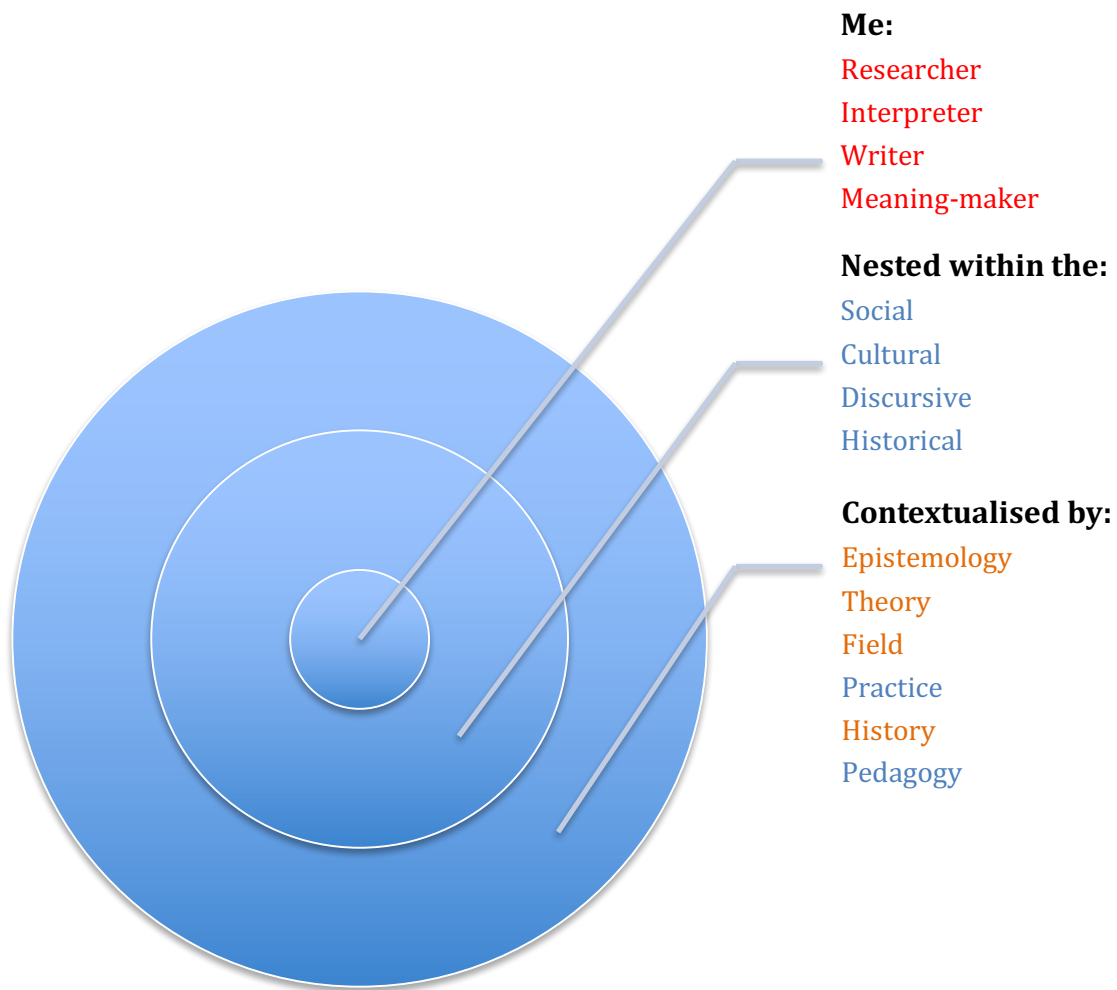 Me:
Researcher
Interpreter
Writer
Meaning-maker
Nested within the:
Social
Cultural
Discursive
Historical
Contextualised by:
Epistemology
Theory
Field
Practice
History
Pedagogy